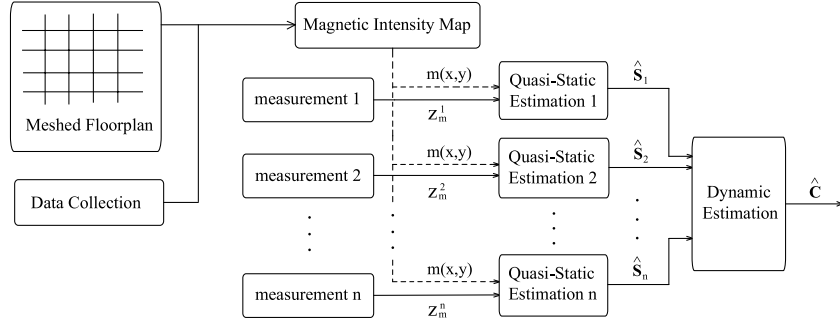 Magnetic Intensity Map
Meshed Floorplan
Data Collection
measurement 1
m(x,y)
Z_m^1
Quasi-Static
Estimation 1
Ŝ_1
measurement 2
m(x,y)
Z_m^2
Quasi-Static
Estimation 2
Ŝ_2
measurement n
m(x,y)
Z_m^n
Quasi-Static
Estimation n
Ŝ_n
Dynamic
Estimation
Ĉ